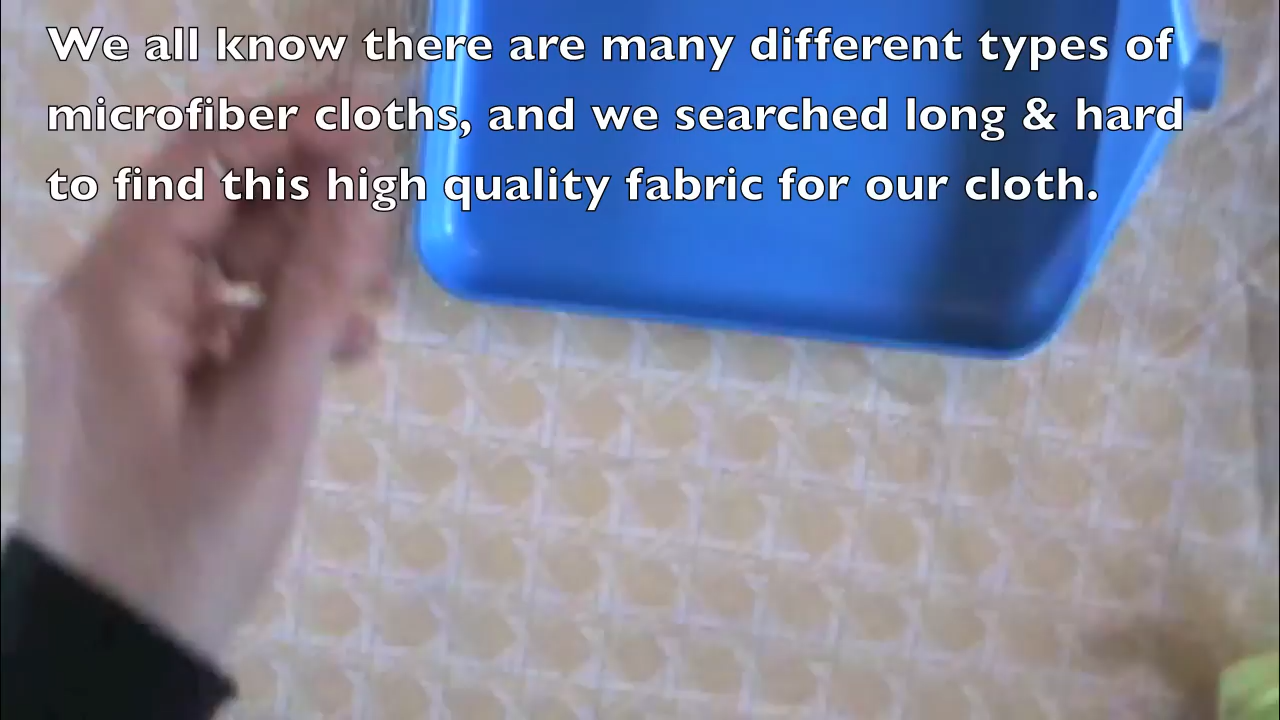 We all know there are many different types of
microfiber cloths, and we searched long & hard
to find this high quality fabric for our cloth.